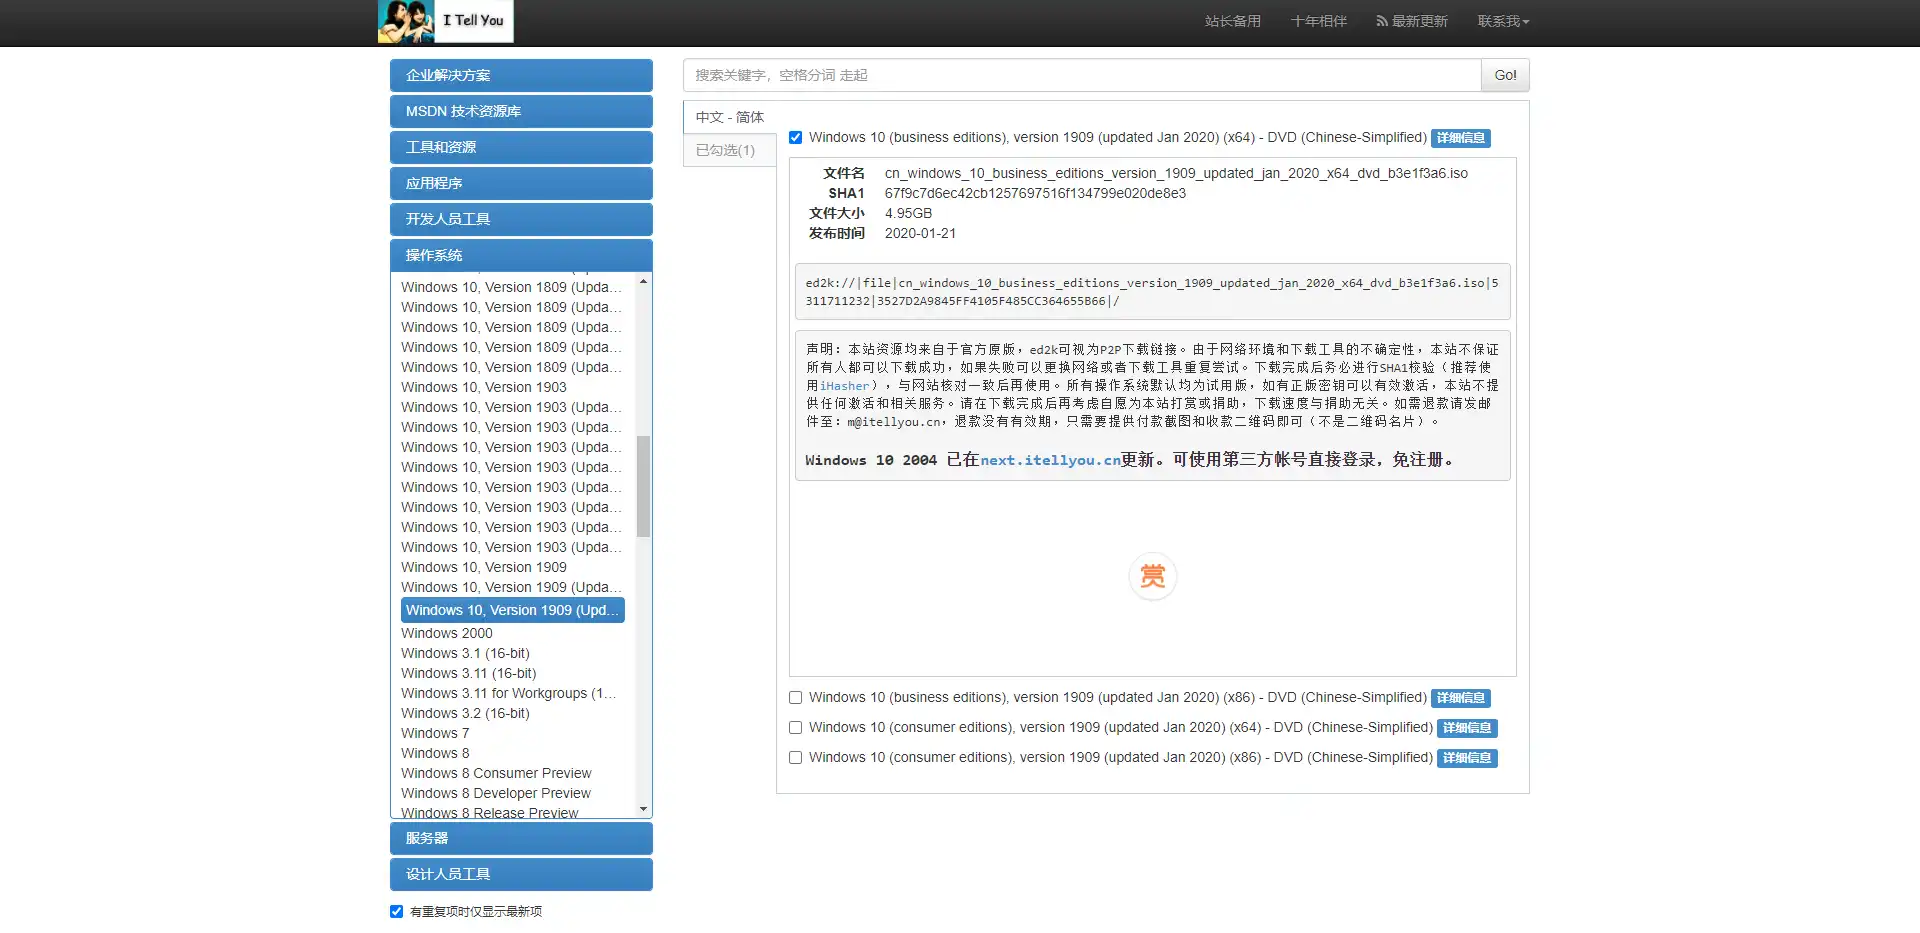 I Tell You
站长备用
十年相伴
最新更新
联系我
企业解决方案
MSDN 技术资源库
工具和资源
应用程序
开发人员工具
操作系统
Windows 10, Version 1809 (Upda...
Windows 10, Version 1809 (Upda...
Windows 10, Version 1809 (Upda...
Windows 10, Version 1809 (Upda...
Windows 10, Version 1809 (Upda...
Windows 10, Version 1903
Windows 10, Version 1903 (Upda...
Windows 10, Version 1903 (Upda...
Windows 10, Version 1903 (Upda...
Windows 10, Version 1903 (Upda...
Windows 10, Version 1903 (Upda...
Windows 10, Version 1903 (Upda...
Windows 10, Version 1903 (Upda...
Windows 10, Version 1903 (Upda...
Windows 10, Version 1909
Windows 10, Version 1909 (Upda...
Windows 10, Version 1909 (Upd...
Windows 2000
Windows 3.1 (16-bit)
Windows 3.11 (16-bit)
Windows 3.11 for Workgroups (1...
Windows 3.2 (16-bit)
Windows 7
Windows 8
Windows 8 Consumer Preview
Windows 8 Developer Preview
Windows 8 Release Preview
服务器
设计人员工具
有重复项时仅显示最新项
搜索关键字，空格分词 走起
Go!
中文 - 简体
已勾选(1)
Windows 10 (business editions), version 1909 (updated Jan 2020) (x64) - DVD (Chinese-Simplified) 详细信息
文件名 cn_windows_10_business_editions_version_1909_updated_jan_2020_x64_dvd_b3e1f3a6.iso
SHA1 67f9c7d6ec42cb1257697516f134799e020de8e3
文件大小 4.95GB
发布时间 2020-01-21
ed2k://|file|cn_windows_10_business_editions_version_1909_updated_jan_2020_x64_dvd_b3e1f3a6.iso|5
311711232|3527D2A9845FF4105F485CC364655B66|/
声明：本站资源均来自于官方原版，ed2k可视为P2P下载链接。由于网络环境和下载工具的不确定性，本站不保证
所有人都可以下载成功，如果失败可以更换网络或者下载工具重复尝试。下载完成后务必进行SHA1校验（推荐使
用iHasher），与网站核对一致后再使用。所有操作系统默认均为试用版，如有正版密钥可以有效激活，本站不提
供任何激活和相关服务。请在下载完成后再考虑自愿为本站打赏或捐助，下载速度与捐助无关。如需退款请发邮
件至：m@itellyou.cn，退款没有有效期，只需要提供付款截图和收款二维码即可（不是二维码名片）。
Windows 10 2004 已在next.itellyou.cn更新。可使用第三方帐号直接登录，免注册。
赏
Windows 10 (business editions), version 1909 (updated Jan 2020) (x86) - DVD (Chinese-Simplified) 详细信息
Windows 10 (consumer editions), version 1909 (updated Jan 2020) (x64) - DVD (Chinese-Simplified) 详细信息
Windows 10 (consumer editions), version 1909 (updated Jan 2020) (x86) - DVD (Chinese-Simplified) 详细信息